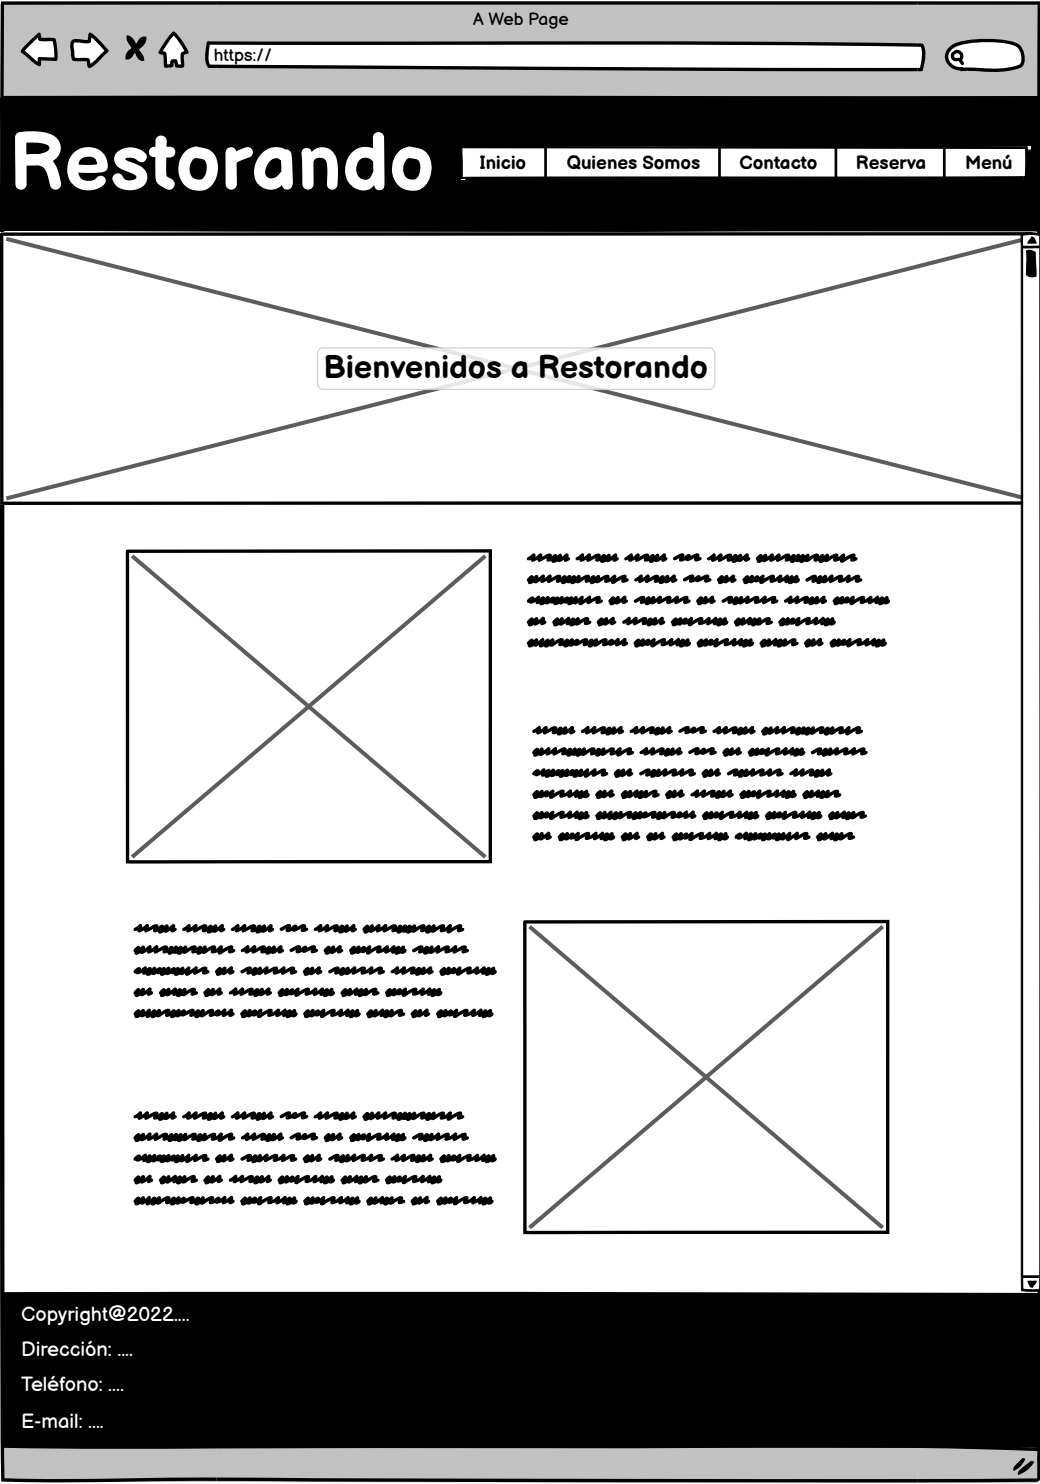 A Web Page
https://
Restorando
Inicio Quienes Somos Contacto Reserva Menú
Bienvenidos a Restorando
Copyright@2022....
Dirección: ....
Teléfono: ....
E-mail: ....